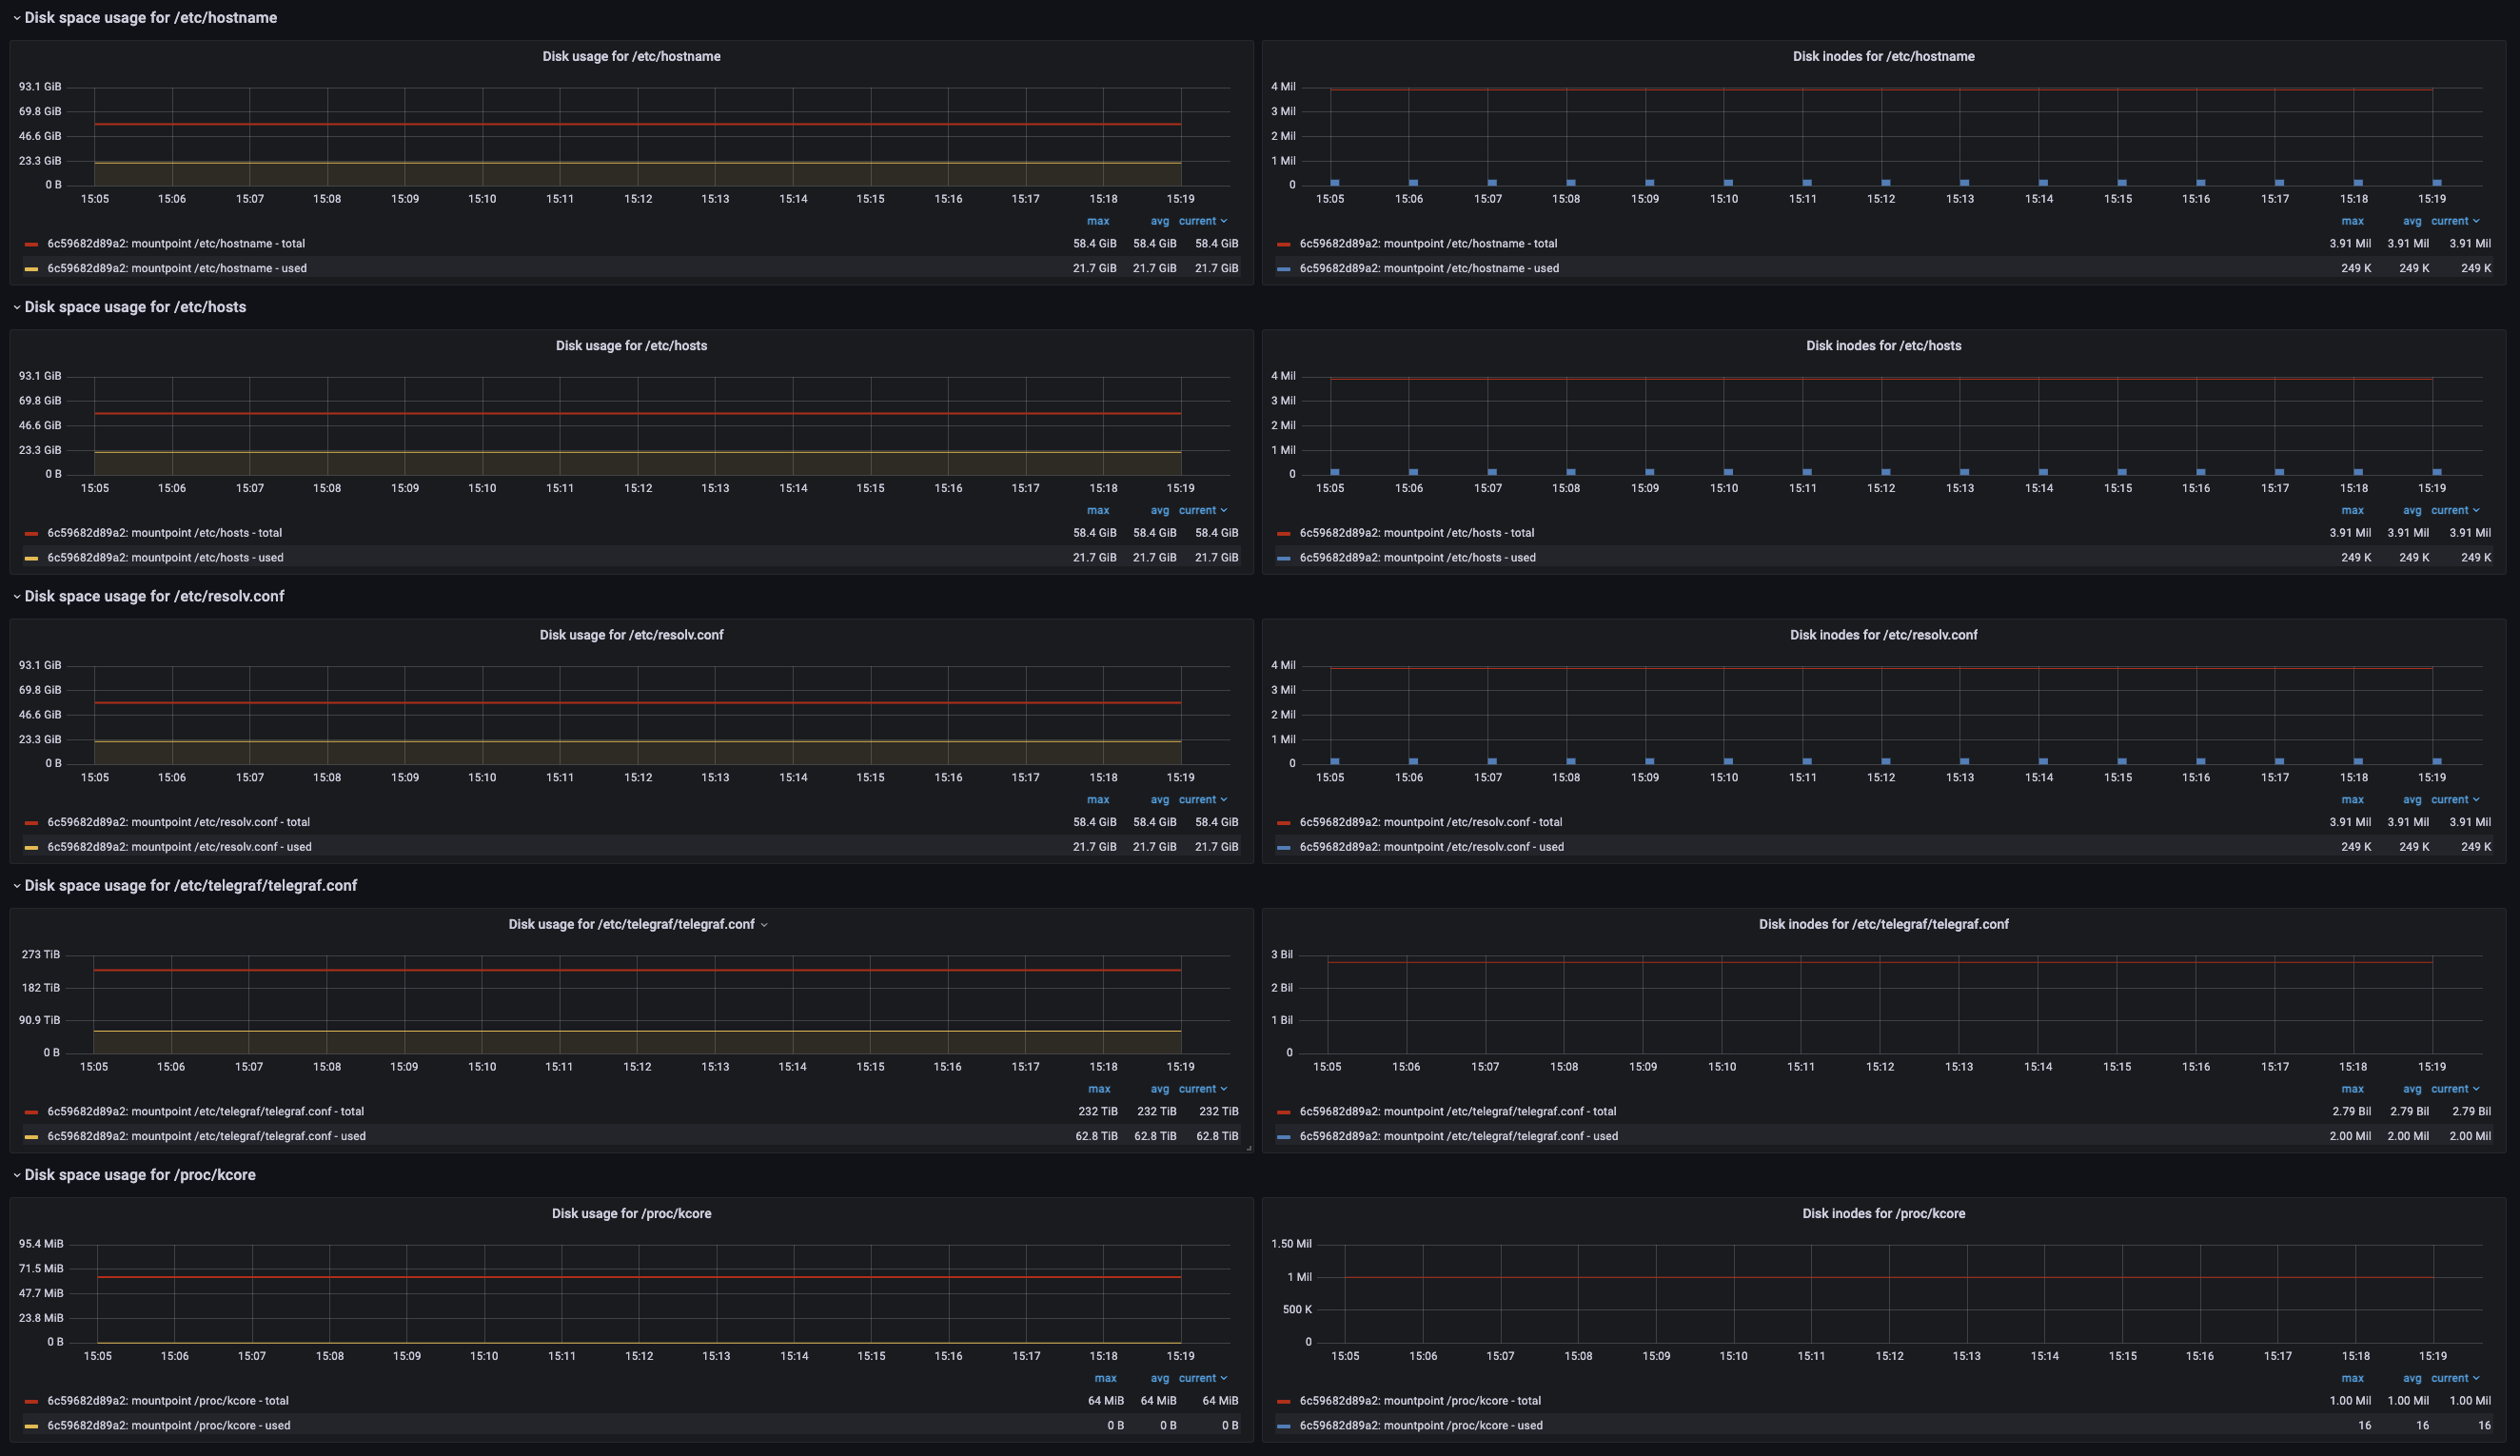 Disk space usage for /etc/hostname
Disk usage for /etc/hostname
93.1 GiB
69.8 GiB
46.6 GiB
23.3 GiB
0 B
15:05 15:06 15:07 15:08 15:09 15:10 15:11 15:12 15:13 15:14 15:15 15:16 15:17 15:18 15:19
max avg current
6c59682d89a2: mountpoint /etc/hostname - total 58.4 GiB 58.4 GiB 58.4 GiB
6c59682d89a2: mountpoint /etc/hostname - used 21.7 GiB 21.7 GiB 21.7 GiB
Disk inodes for /etc/hostname
4 Mil
3 Mil
2 Mil
1 Mil
0
15:05 15:06 15:07 15:08 15:09 15:10 15:11 15:12 15:13 15:14 15:15 15:16 15:17 15:18 15:19
max avg current
6c59682d89a2: mountpoint /etc/hostname - total 3.91 Mil 3.91 Mil 3.91 Mil
6c59682d89a2: mountpoint /etc/hostname - used 249 K 249 K 249 K
Disk space usage for /etc/hosts
Disk usage for /etc/hosts
93.1 GiB
69.8 GiB
46.6 GiB
23.3 GiB
0 B
15:05 15:06 15:07 15:08 15:09 15:10 15:11 15:12 15:13 15:14 15:15 15:16 15:17 15:18 15:19
max avg current
6c59682d89a2: mountpoint /etc/hosts - total 58.4 GiB 58.4 GiB 58.4 GiB
6c59682d89a2: mountpoint /etc/hosts - used 21.7 GiB 21.7 GiB 21.7 GiB
Disk inodes for /etc/hosts
4 Mil
3 Mil
2 Mil
1 Mil
0
15:05 15:06 15:07 15:08 15:09 15:10 15:11 15:12 15:13 15:14 15:15 15:16 15:17 15:18 15:19
max avg current
6c59682d89a2: mountpoint /etc/hosts - total 3.91 Mil 3.91 Mil 3.91 Mil
6c59682d89a2: mountpoint /etc/hosts - used 249 K 249 K 249 K
Disk space usage for /etc/resolv.conf
Disk usage for /etc/resolv.conf
93.1 GiB
69.8 GiB
46.6 GiB
23.3 GiB
0 B
15:05 15:06 15:07 15:08 15:09 15:10 15:11 15:12 15:13 15:14 15:15 15:16 15:17 15:18 15:19
max avg current
6c59682d89a2: mountpoint /etc/resolv.conf - total 58.4 GiB 58.4 GiB 58.4 GiB
6c59682d89a2: mountpoint /etc/resolv.conf - used 21.7 GiB 21.7 GiB 21.7 GiB
Disk inodes for /etc/resolv.conf
4 Mil
3 Mil
2 Mil
1 Mil
0
15:05 15:06 15:07 15:08 15:09 15:10 15:11 15:12 15:13 15:14 15:15 15:16 15:17 15:18 15:19
max avg current
6c59682d89a2: mountpoint /etc/resolv.conf - total 3.91 Mil 3.91 Mil 3.91 Mil
6c59682d89a2: mountpoint /etc/resolv.conf - used 249 K 249 K 249 K
Disk space usage for /etc/telegraf/telegraf.conf
Disk usage for /etc/telegraf/telegraf.conf
273 TiB
182 TiB
90.9 TiB
0 B
15:05 15:06 15:07 15:08 15:09 15:10 15:11 15:12 15:13 15:14 15:15 15:16 15:17 15:18 15:19
max avg current
6c59682d89a2: mountpoint /etc/telegraf/telegraf.conf - total 232 TiB 232 TiB 232 TiB
6c59682d89a2: mountpoint /etc/telegraf/telegraf.conf - used 62.8 TiB 62.8 TiB 62.8 TiB
Disk inodes for /etc/telegraf/telegraf.conf
3 Bil
2 Bil
1 Bil
0
15:05 15:06 15:07 15:08 15:09 15:10 15:11 15:12 15:13 15:14 15:15 15:16 15:17 15:18 15:19
max avg current
6c59682d89a2: mountpoint /etc/telegraf/telegraf.conf - total 2.79 Bil 2.79 Bil 2.79 Bil
6c59682d89a2: mountpoint /etc/telegraf/telegraf.conf - used 2.00 Mil 2.00 Mil 2.00 Mil
Disk space usage for /proc/kcore
Disk usage for /proc/kcore
95.4 MiB
71.5 MiB
47.7 MiB
23.8 MiB
0 B
15:05 15:06 15:07 15:08 15:09 15:10 15:11 15:12 15:13 15:14 15:15 15:16 15:17 15:18 15:19
max avg current
6c59682d89a2: mountpoint /proc/kcore - total 64 MiB 64 MiB 64 MiB
6c59682d89a2: mountpoint /proc/kcore - used 0 B 0 B 0 B
Disk inodes for /proc/kcore
1.50 Mil
1 Mil
500 K
0
15:05 15:06 15:07 15:08 15:09 15:10 15:11 15:12 15:13 15:14 15:15 15:16 15:17 15:18 15:19
max avg current
6c59682d89a2: mountpoint /proc/kcore - total 1.00 Mil 1.00 Mil 1.00 Mil
6c59682d89a2: mountpoint /proc/kcore - used 16 16 16